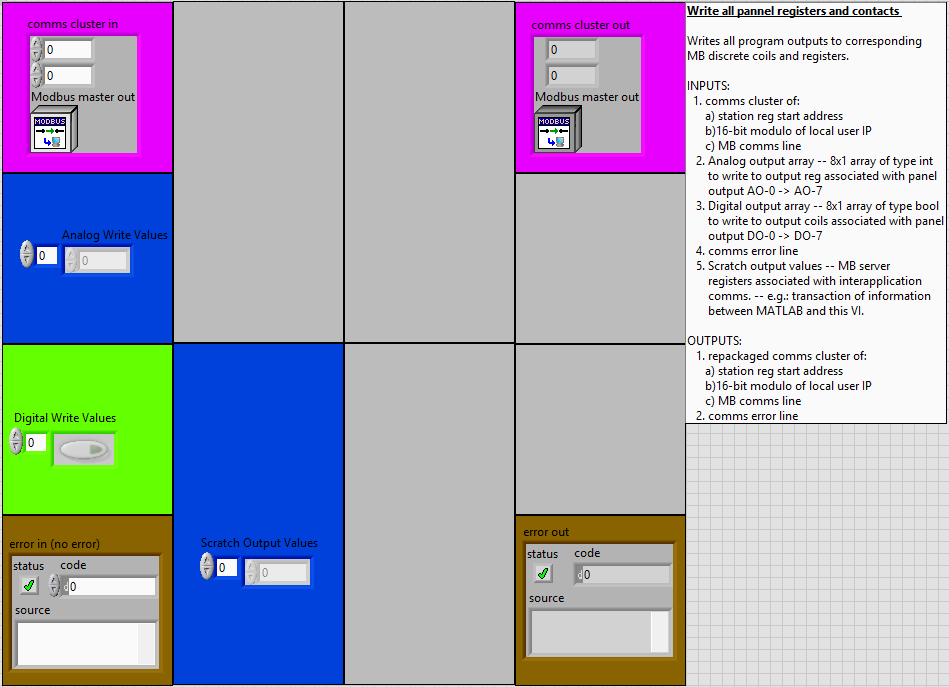 comms cluster in
0
0
Modbus master out
MODBUS
comms cluster out
0
0
Modbus master out
MODBUS
Analog Write Values
0
0
Digital Write Values
0
error in (no error)
status code
0
source
Scratch Output Values
0
0
error out
status code
0
source
Write all pannel registers and contacts
Writes all program outputs to corresponding
MB discrete coils and registers.
INPUTS:
1. comms cluster of:
a) station reg start address
b)16-bit modulo of local user IP
c) MB comms line
2. Analog output array -- 8x1 array of type int
to write to output reg associated with panel
output AO-0 -> AO-7
3. Digital output array -- 8x1 array of type bool
to write to output coils associated with panel
output DO-0 -> DO-7
4. comms error line
5. Scratch output values -- MB server
registers associated with interapplication
comms. -- e.g.: transaction of information
between MATLAB and this VI.
OUTPUTS:
1. repackaged comms cluster of:
a) station reg start address
b)16-bit modulo of local user IP
c) MB comms line
2. comms error line